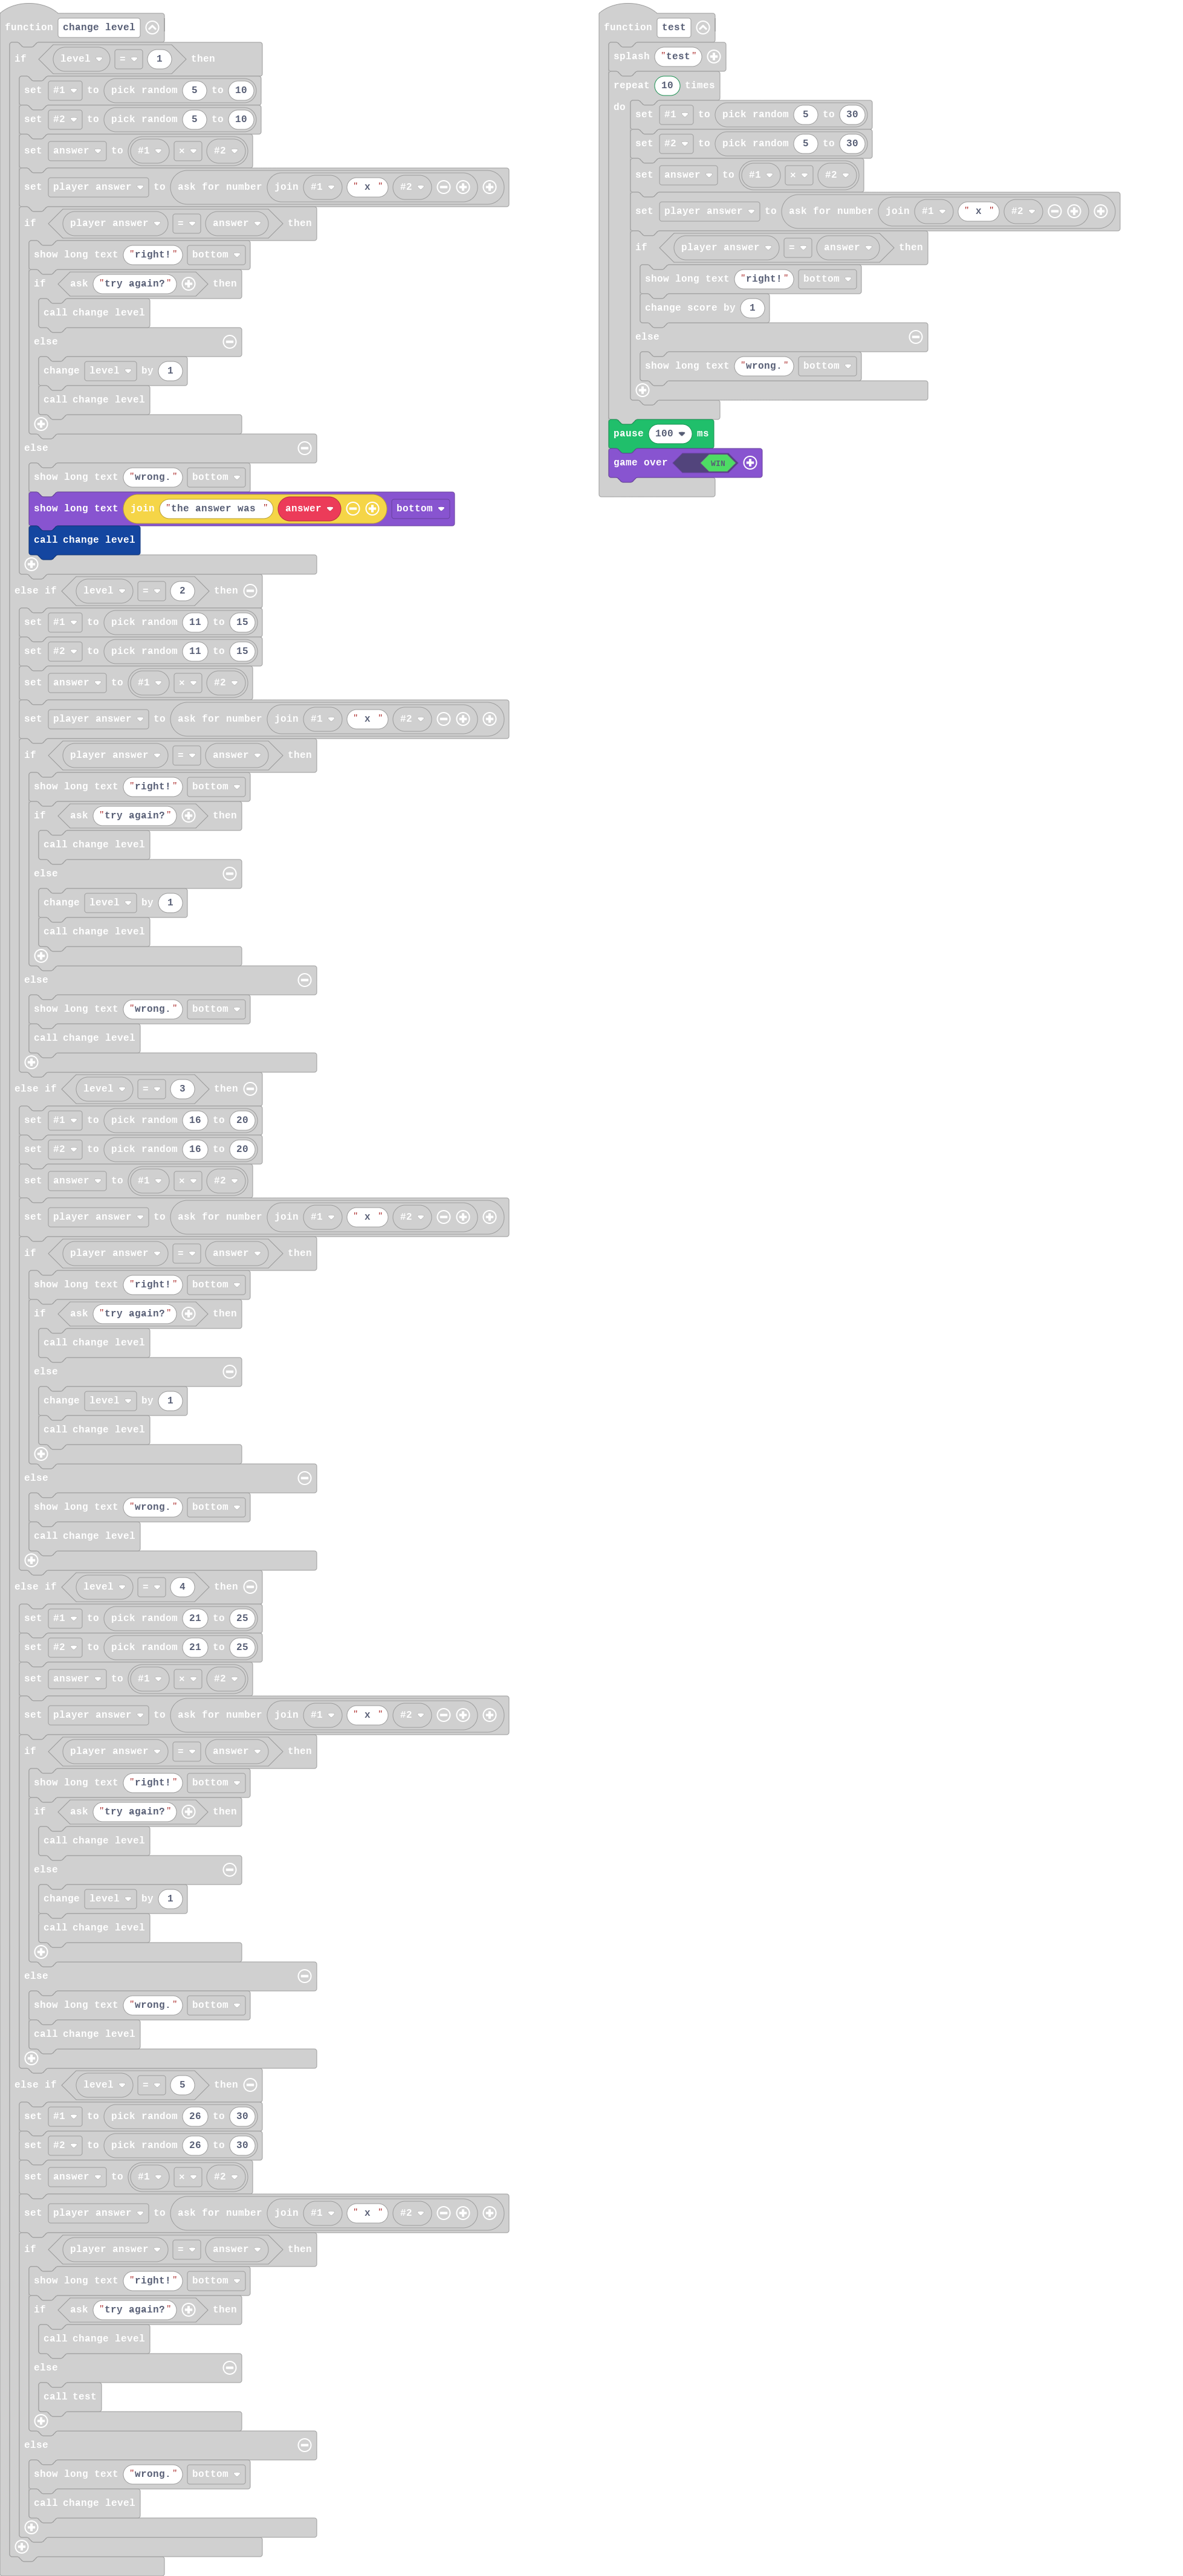 function change level
if level = 1 then
set #1 to pick random 5 to 10
set #2 to pick random 5 to 10
set answer to #1 × #2
set player answer to ask for number join #1 " x " #2
if player answer = answer then
show long text "right!" bottom
if ask "try again?" then
call change level
else
change level by 1
call change level
else
show long text "wrong." bottom
show long text join "the answer was " answer bottom
call change level
else if level = 2 then
set #1 to pick random 11 to 15
set #2 to pick random 11 to 15
set answer to #1 × #2
set player answer to ask for number join #1 " x " #2
if player answer = answer then
show long text "right!" bottom
if ask "try again?" then
call change level
else
change level by 1
call change level
else
show long text "wrong." bottom
call change level
else if level = 3 then
set #1 to pick random 16 to 20
set #2 to pick random 16 to 20
set answer to #1 × #2
set player answer to ask for number join #1 " x " #2
if player answer = answer then
show long text "right!" bottom
if ask "try again?" then
call change level
else
change level by 1
call change level
else
show long text "wrong." bottom
call change level
else if level = 4 then
set #1 to pick random 21 to 25
set #2 to pick random 21 to 25
set answer to #1 × #2
set player answer to ask for number join #1 " x " #2
if player answer = answer then
show long text "right!" bottom
if ask "try again?" then
call change level
else
change level by 1
call change level
else
show long text "wrong." bottom
call change level
else if level = 5 then
set #1 to pick random 26 to 30
set #2 to pick random 26 to 30
set answer to #1 × #2
set player answer to ask for number join #1 " x " #2
if player answer = answer then
show long text "right!" bottom
if ask "try again?" then
call change level
else
call test
else
show long text "wrong." bottom
call change level
function test
splash "test"
repeat 10 times
do
set #1 to pick random 5 to 30
set #2 to pick random 5 to 30
set answer to #1 × #2
set player answer to ask for number join #1 " x " #2
if player answer = answer then
show long text "right!" bottom
change score by 1
else
show long text "wrong." bottom
pause 100 ms
game over WIN